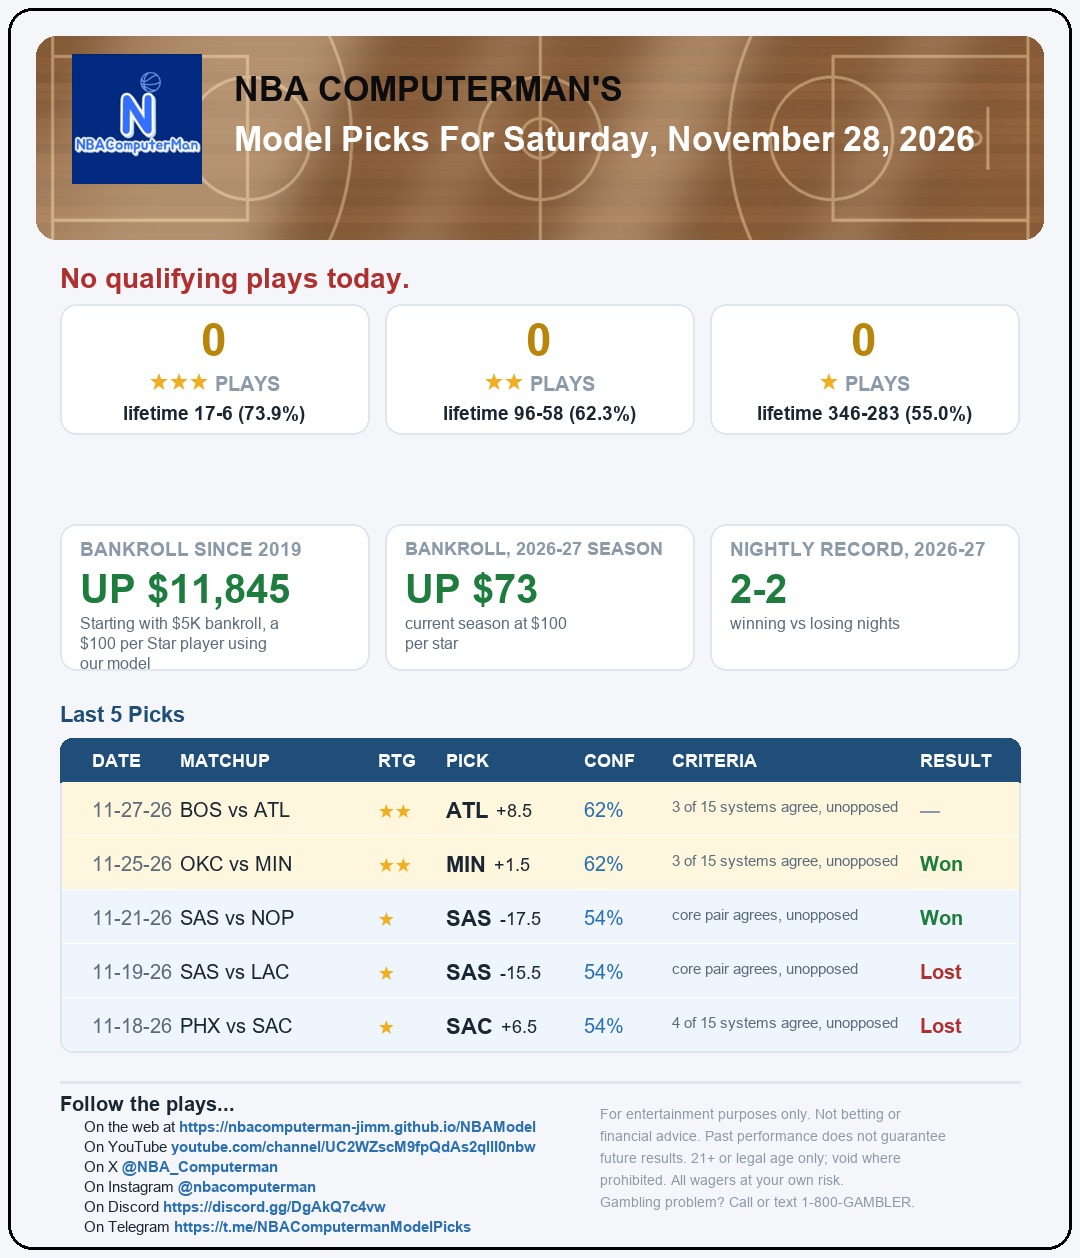 NBAComputerMan
NBA COMPUTERMAN'S
Model Picks For Saturday, November 28, 2026
No qualifying plays today.
0
★★★ PLAYS
lifetime 17-6 (73.9%)
0
★★ PLAYS
lifetime 96-58 (62.3%)
0
★ PLAYS
lifetime 346-283 (55.0%)
BANKROLL SINCE 2019
UP $11,845
Starting with $5K bankroll, a
$100 per Star player using
our model
BANKROLL, 2026-27 SEASON
UP $73
current season at $100
per star
NIGHTLY RECORD, 2026-27
2-2
winning vs losing nights
Last 5 Picks
DATE MATCHUP RTG PICK CONF CRITERIA RESULT
11-27-26 BOS vs ATL ★★ ATL +8.5 62% 3 of 15 systems agree, unopposed —
11-25-26 OKC vs MIN ★★ MIN +1.5 62% 3 of 15 systems agree, unopposed Won
11-21-26 SAS vs NOP ★ SAS -17.5 54% core pair agrees, unopposed Won
11-19-26 SAS vs LAC ★ SAS -15.5 54% core pair agrees, unopposed Lost
11-18-26 PHX vs SAC ★ SAC +6.5 54% 4 of 15 systems agree, unopposed Lost
Follow the plays...
On the web at https://nbacomputerman-jimm.github.io/NBAModel
On YouTube youtube.com/channel/UC2WZscM9fpQdAs2qlll0nbw
On X @NBA_Computerman
On Instagram @nbacomputerman
On Discord https://discord.gg/DgAkQ7c4vw
On Telegram https://t.me/NBAComputermanModelPicks
For entertainment purposes only. Not betting or
financial advice. Past performance does not guarantee
future results. 21+ or legal age only; void where
prohibited. All wagers at your own risk.
Gambling problem? Call or text 1-800-GAMBLER.